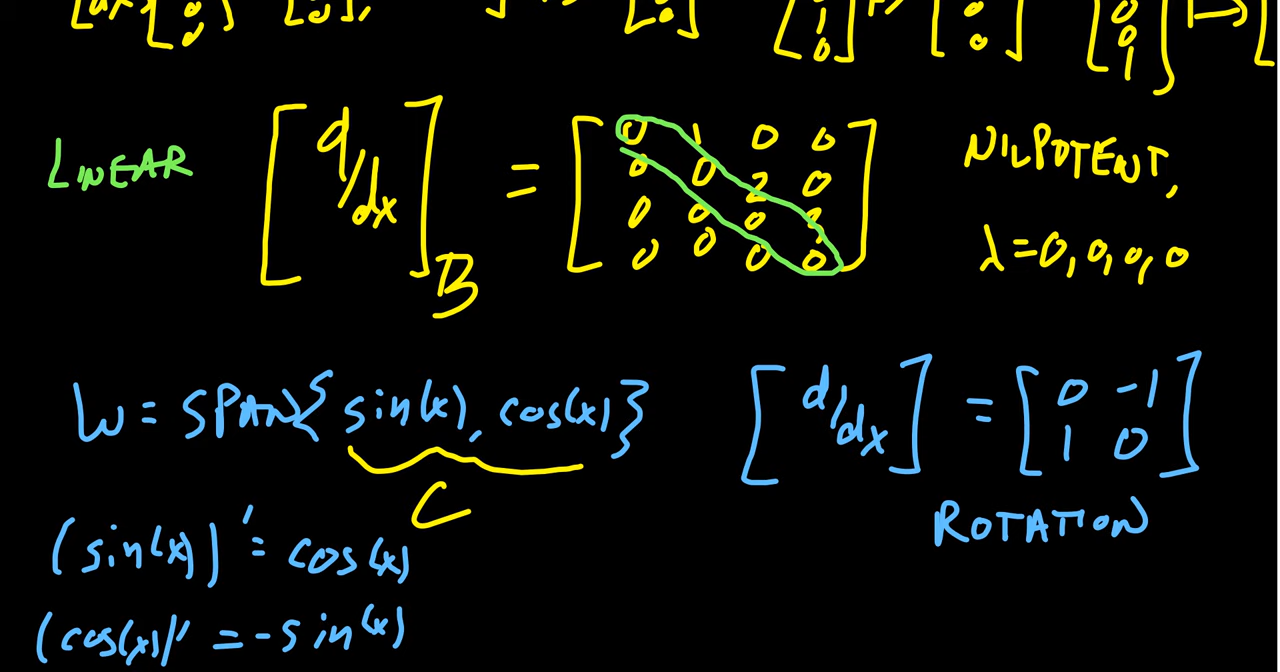 LINEAR [d/dx]B = [0 1 0 0 NILPOTENT,
0 0 2 0
0 0 0 3
0 0 0 0] λ=0,0,0,0
W = SPAN{sin(x), cos(x)} [d/dx] = [0 -1
1 0]
C
ROTATION
(sin(x))' = cos(x)
(cos(x))' = -sin(x)